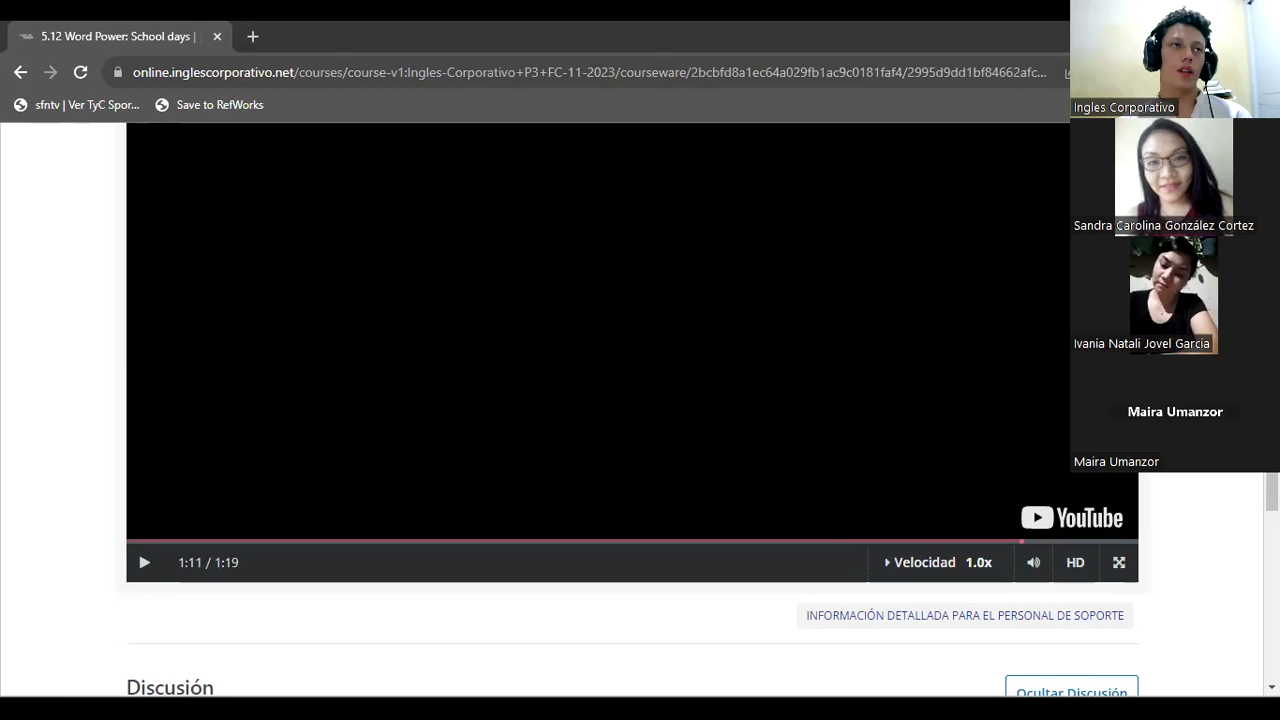 5.12 Word Power: School days |
online.inglescorporativo.net/courses/course-v1:Ingles-Corporativo+P3+FC-11-2023/courseware/2bcbfd8a1ec64a029fb1ac9c0181faf4/2995d9dd1bf84662afc...
sfntv | Ver TyC Spor...
Save to RefWorks
Ingles Corporativo
Sandra Carolina González Cortez
Ivania Natali Jovel Garcia
Maira Umanzor
Maira Umanzor
YouTube
1:11 / 1:19
Velocidad 1.0x
HD
INFORMACIÓN DETALLADA PARA EL PERSONAL DE SOPORTE
Discusión
Ocultar Discusión